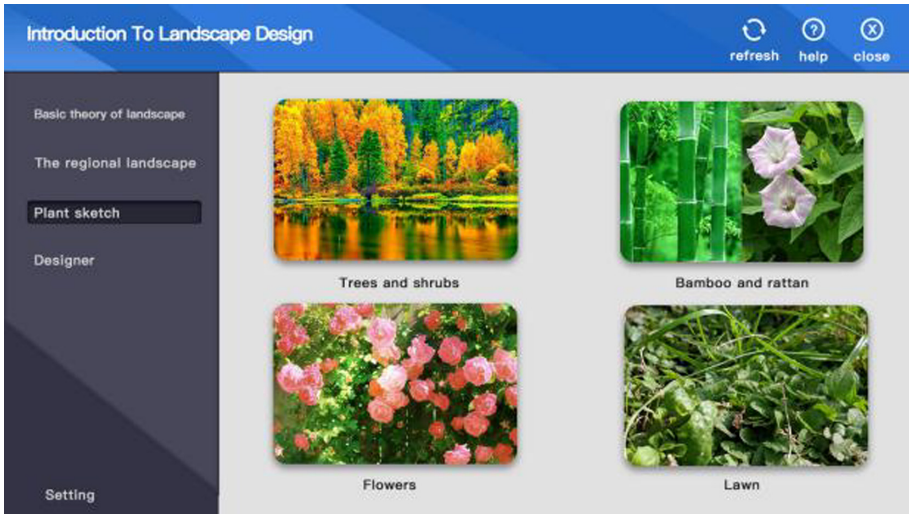 Introduction To Landscape Design
refresh
help
close
Basic theory of landscape
The regional landscape
Plant sketch
Designer
Setting
Trees and shrubs
Bamboo and rattan
Flowers
Lawn